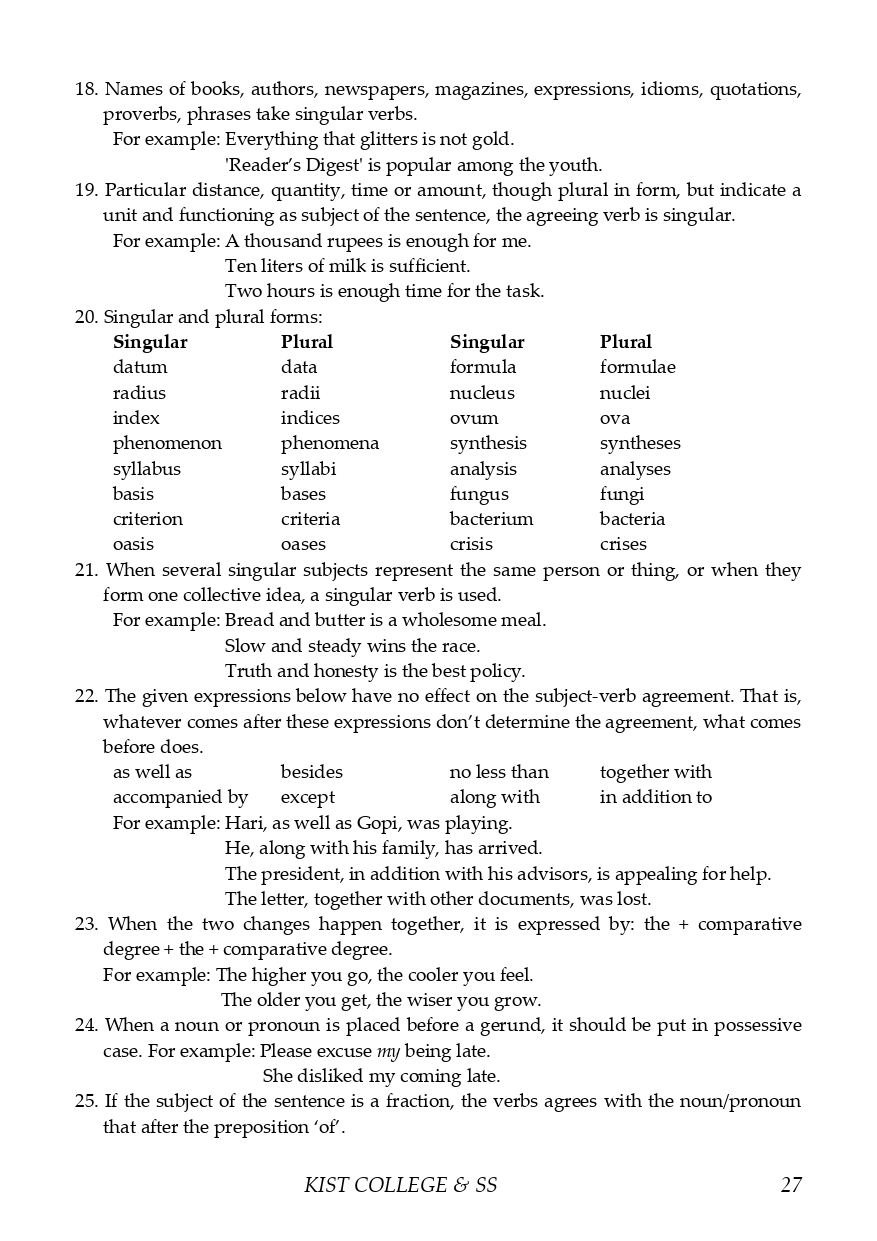 18. Names of books, authors, newspapers, magazines, expressions, idioms, quotations,
proverbs, phrases take singular verbs.
For example: Everything that glitters is not gold.
'Reader’s Digest' is popular among the youth.
19. Particular distance, quantity, time or amount, though plural in form, but indicate a
unit and functioning as subject of the sentence, the agreeing verb is singular.
For example: A thousand rupees is enough for me.
Ten liters of milk is sufficient.
Two hours is enough time for the task.
20. Singular and plural forms:
Singular Plural Singular Plural
datum data formula formulae
radius radii nucleus nuclei
index indices ovum ova
phenomenon phenomena synthesis syntheses
syllabus syllabi analysis analyses
basis bases fungus fungi
criterion criteria bacterium bacteria
oasis oases crisis crises
21. When several singular subjects represent the same person or thing, or when they
form one collective idea, a singular verb is used.
For example: Bread and butter is a wholesome meal.
Slow and steady wins the race.
Truth and honesty is the best policy.
22. The given expressions below have no effect on the subject-verb agreement. That is,
whatever comes after these expressions don’t determine the agreement, what comes
before does.
as well as besides no less than together with
accompanied by except along with in addition to
For example: Hari, as well as Gopi, was playing.
He, along with his family, has arrived.
The president, in addition with his advisors, is appealing for help.
The letter, together with other documents, was lost.
23. When the two changes happen together, it is expressed by: the + comparative
degree + the + comparative degree.
For example: The higher you go, the cooler you feel.
The older you get, the wiser you grow.
24. When a noun or pronoun is placed before a gerund, it should be put in possessive
case. For example: Please excuse my being late.
She disliked my coming late.
25. If the subject of the sentence is a fraction, the verbs agrees with the noun/pronoun
that after the preposition ‘of’.
KIST COLLEGE & SS 27